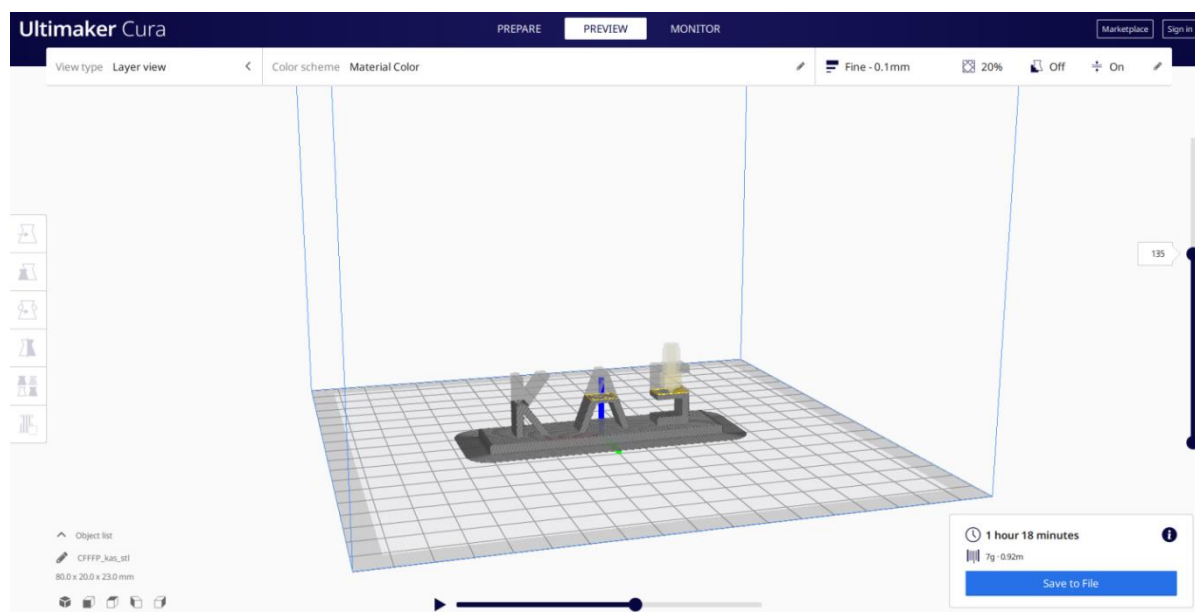 Ultimaker Cura
PREPARE PREVIEW MONITOR
Marketplace Sign in
View type Layer view Color scheme Material Color Fine - 0.1mm 20% Off On
KAS
135
Object list
CFFFP_kas_stl
80.0 x 20.0 x 23.0 mm
1 hour 18 minutes
7g · 0.92m
Save to File